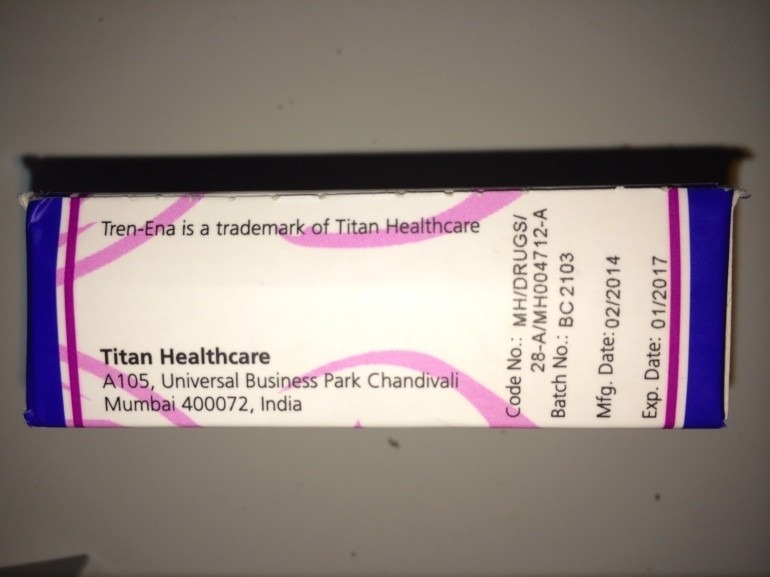 Tren-Ena is a trademark of Titan Healthcare
Titan Healthcare
A105, Universal Business Park Chandivali
Mumbai 400072, India
Code No.: MH/DRUGS/
28-A/MH004712-A
Batch No.: BC 2103
Mfg. Date: 02/2014
Exp. Date: 01/2017